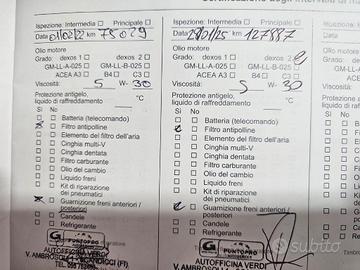 Ispezione: Intermedia Principale
Data 01/02/22 km 75029
Olio motore
Grado: dexos 1 dexos 2
GM-LL-A-025 GM-LL-B-025
ACEA A3 B4 C3
Viscosità: 5 W- 30
Protezione antigelo,
liquido di raffreddamento °C
Sì No
Batteria (telecomando)
Filtro antipolline
Elemento del filtro dell'aria
Cinghia multi-V
Cinghia dentata
Filtro carburante
Olio del cambio
Liquido freni
Kit di riparazione
dei pneumatici
Guarnizione freni anteriori /
posteriori
Candele
Refrigerante
PUNTOPRO
AUTOFFICINA VERDI
Ispezione: Intermedia Principale
Data 29/01/25 km 127887
Olio motore
Grado: dexos 1 dexos 2
GM-LL-A-025 GM-LL-B-025
ACEA A3 B4 C3
Viscosità: 5 W- 30
Protezione antigelo,
liquido di raffreddamento °C
Sì No
Batteria (telecomando)
Filtro antipolline
Elemento del filtro dell'aria
Cinghia multi-V
Cinghia dentata
Filtro carburante
Olio del cambio
Liquido freni
Kit di riparazione
dei pneumatici
Guarnizione freni anteriori /
posteriori
Candele
Refrigerante
PUNTOPRO
AUTOFFICINA VERDI
subito